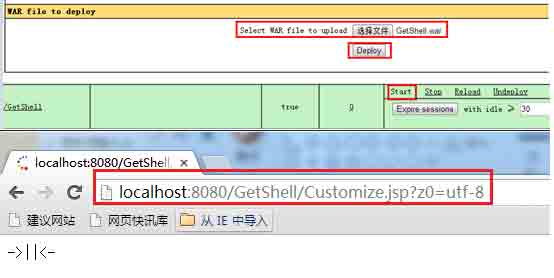 WAR file to deploy
Select WAR file to upload 选择文件 GetShell.war
Deploy
/GetShell true 0 Start Stop Reload Undeploy
Expire sessions with idle ≥ 30
localhost:8080/GetShell ×
localhost:8080/GetShell/Customize.jsp?z0=utf-8
建议网站 网页快讯库 从 IE 中导入
->||<-